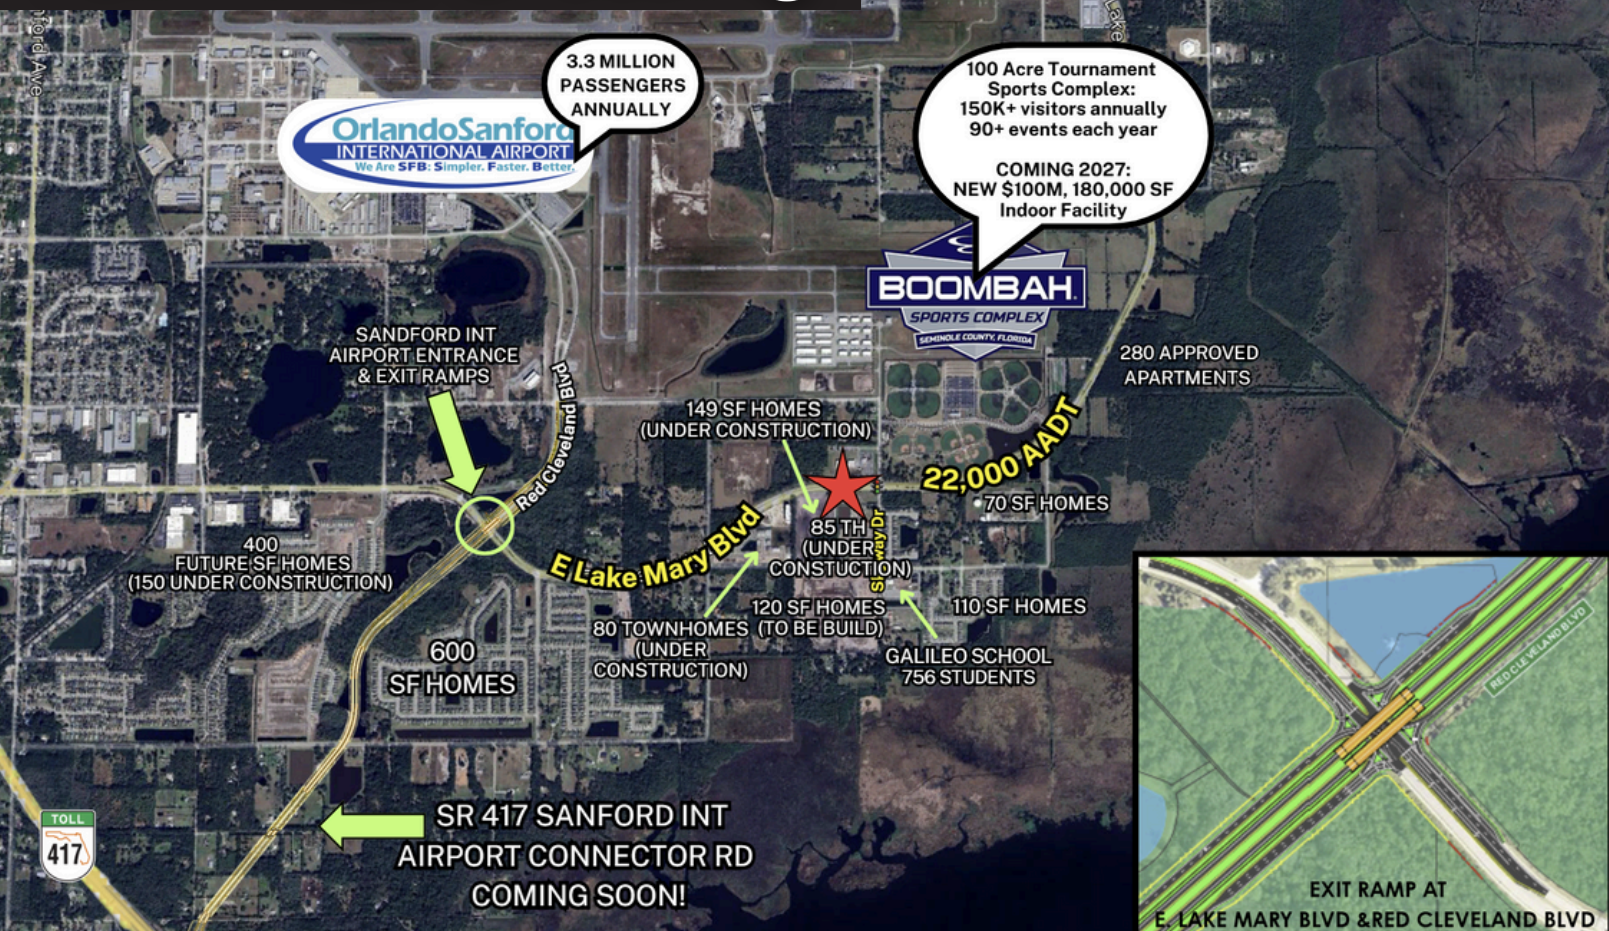 3.3 MILLION
PASSENGERS
ANNUALLY
OrlandoSanford
INTERNATIONAL AIRPORT
We Are SFB: Simpler. Faster. Better.
100 Acre Tournament
Sports Complex:
150K+ visitors annually
90+ events each year
COMING 2027:
NEW $100M, 180,000 SF
Indoor Facility
Lake
BOOMBAH
SPORTS COMPLEX
SEMINOLE COUNTY, FLORIDA
SANDFORD INT
AIRPORT ENTRANCE
& EXIT RAMPS
Red Cleveland Blvd
280 APPROVED
APARTMENTS
149 SF HOMES
(UNDER CONSTRUCTION)
22,000 AADT
70 SF HOMES
E Lake Mary Blvd
85 TH
(UNDER
CONSTUCTION)
400
FUTURE SF HOMES
(150 UNDER CONSTRUCTION)
120 SF HOMES
(TO BE BUILD)
110 SF HOMES
80 TOWNHOMES
(UNDER
CONSTRUCTION)
600
SF HOMES
GALILEO SCHOOL
756 STUDENTS
TOLL
417
SR 417 SANFORD INT
AIRPORT CONNECTOR RD
COMING SOON!
RED CLEVELAND BLVD
EXIT RAMP AT
E. LAKE MARY BLVD &RED CLEVELAND BLVD